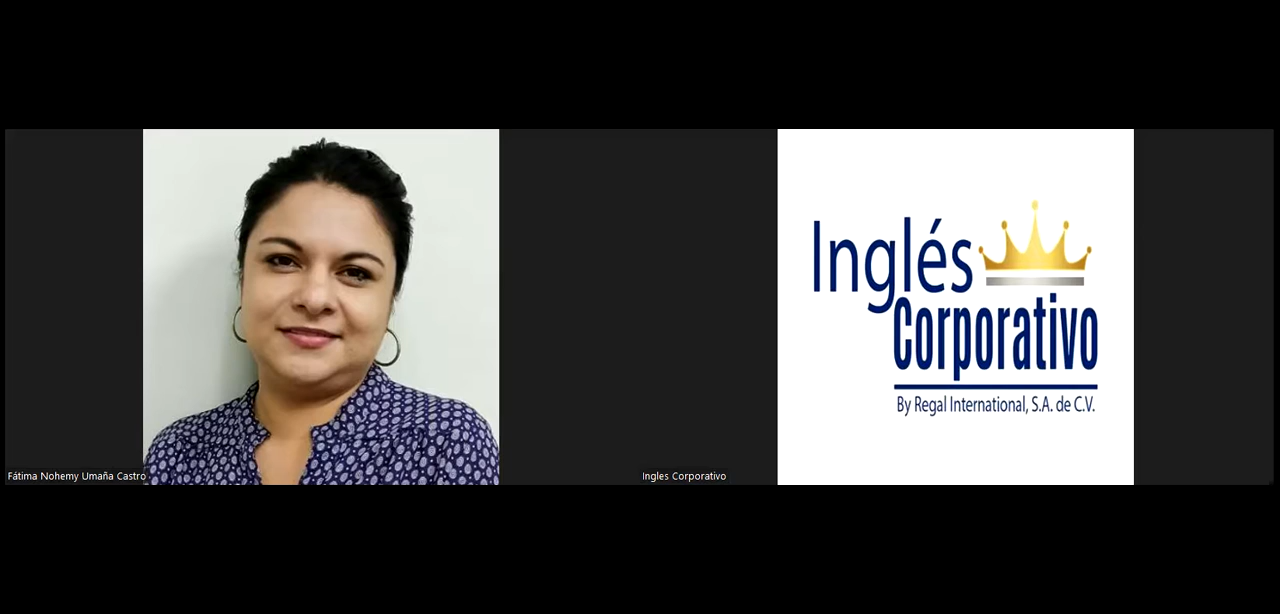 Inglés
Corporativo
By Regal International, S.A. de C.V.
Fátima Nohemy Umaña Castro
Ingles Corporativo